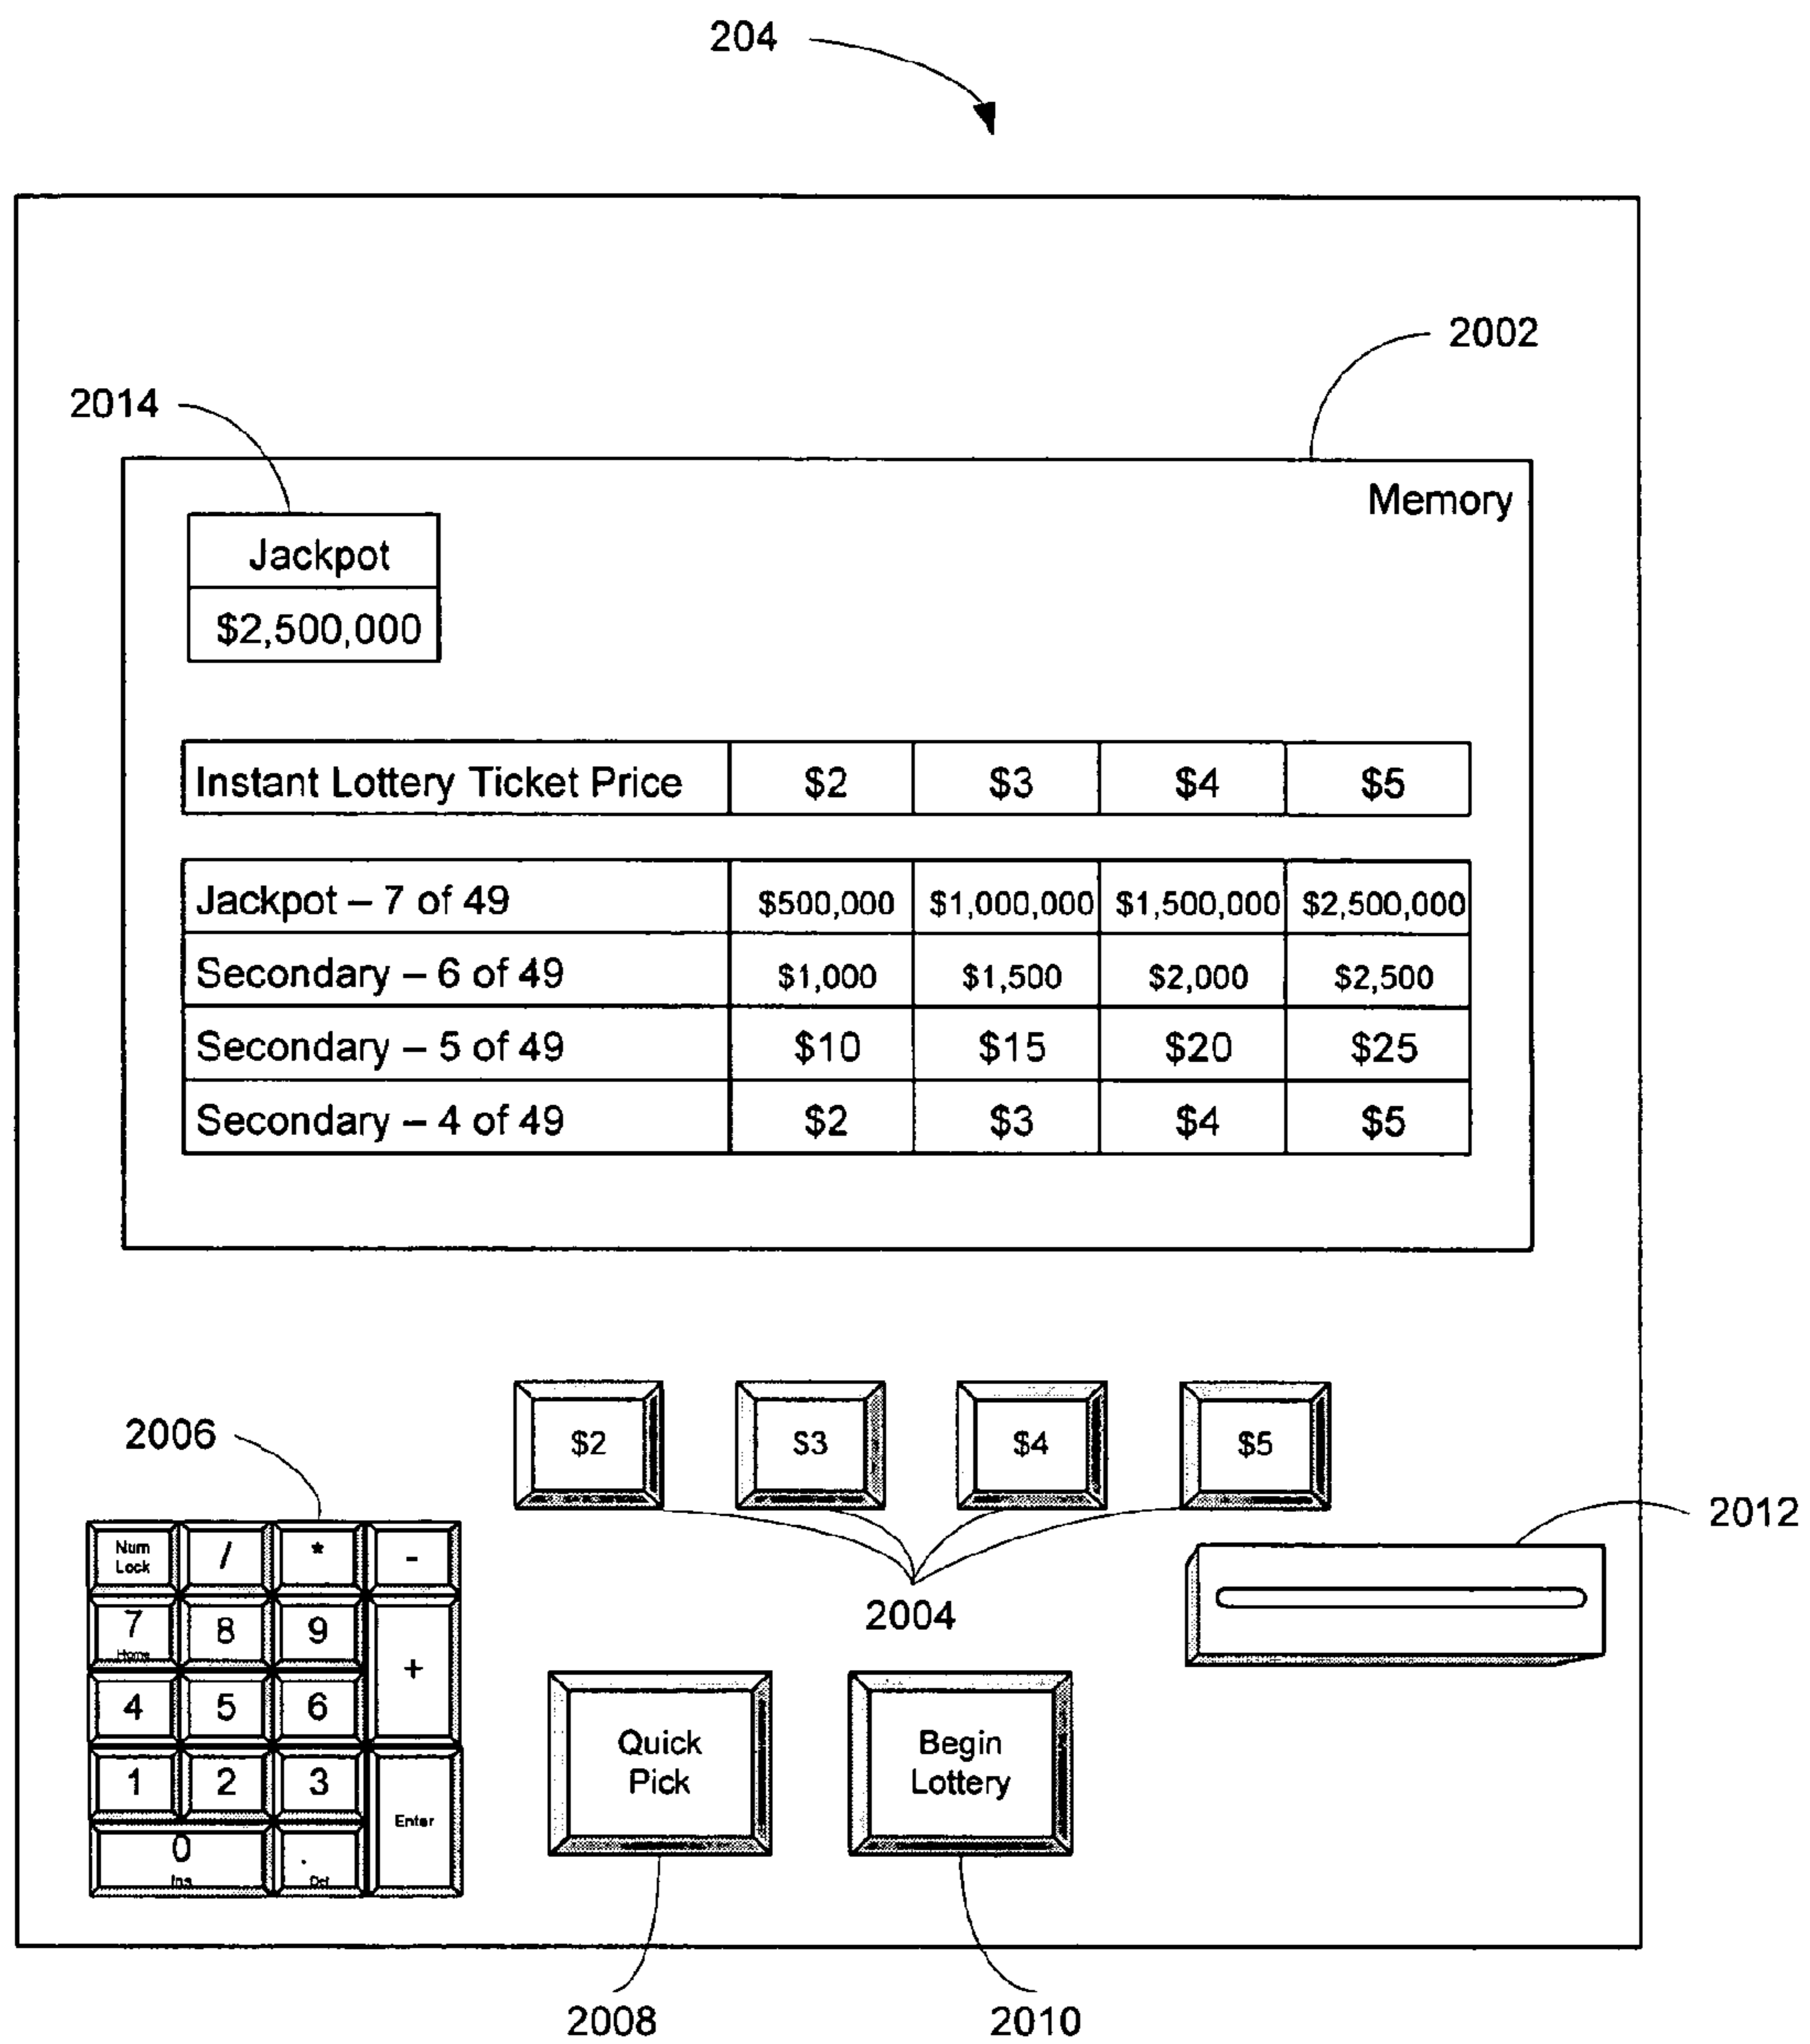 204
2002
2014
Memory
Jackpot
$2,500,000
Instant Lottery Ticket Price $2 $3 $4 $5
Jackpot – 7 of 49 $500,000 $1,000,000 $1,500,000 $2,500,000
Secondary – 6 of 49 $1,000 $1,500 $2,000 $2,500
Secondary – 5 of 49 $10 $15 $20 $25
Secondary – 4 of 49 $2 $3 $4 $5
$2 $3 $4 $5
2006
2012
2004
Num
Lock
/ * -
7 8 9
Home
+
4 5 6
1 2 3
Enter
0 .
Ins Del
Quick
Pick
Begin
Lottery
2008 2010